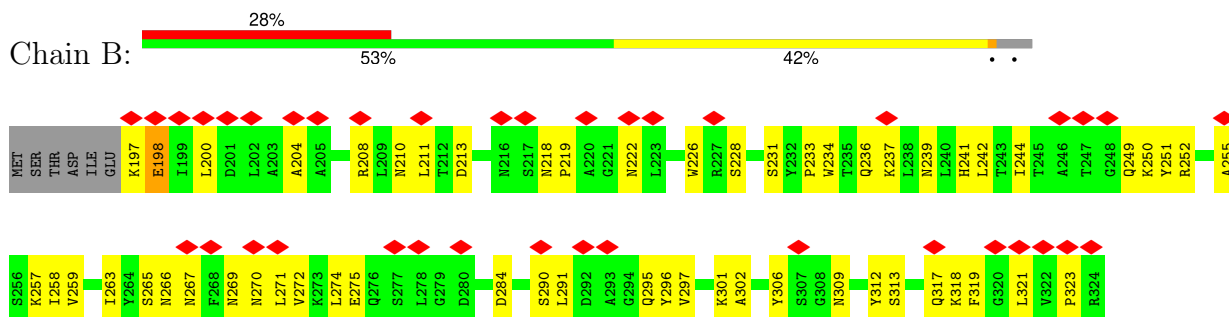 28%
Chain B:
53% 42% • •
MET SER THR ASP ILE GLU K197 E198 I199 L200 D201 L202 A203 A204 A205 R208 L209 N210 L211 T212 D213 N216 S217 N218 P219 A220 G221 N222 L223 W226 R227 S228 S231 Y232 P233 W234 T235 Q236 K237 L238 N239 L240 H241 L242 T243 I244 T245 A246 T247 G248 Q249 K250 Y251 R252 A255
S256 K257 I258 V259 I263 Y264 S265 N266 N267 F268 N269 N270 L271 V272 K273 L274 E275 Q276 S277 L278 G279 D280 D284 S290 L291 D292 A293 G294 Q295 Y296 V297 K301 A302 Y306 S307 G308 N309 Y312 S313 Q317 K318 F319 G320 L321 V322 P323 R324